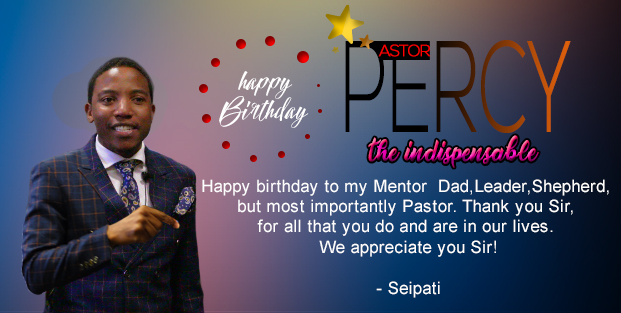 happy
Birthday
PASTOR
PERCY
the indispensable
Happy birthday to my Mentor  Dad,Leader,Shepherd,
but most importantly Pastor. Thank you Sir,
for all that you do and are in our lives.
We appreciate you Sir!
- Seipati